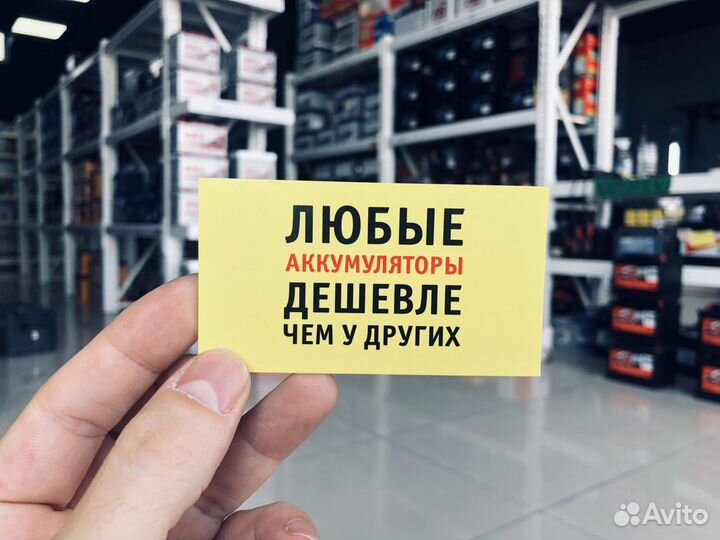 ЛЮБЫЕ
АККУМУЛЯТОРЫ
ДЕШЕВЛЕ
ЧЕМ У ДРУГИХ
Avito